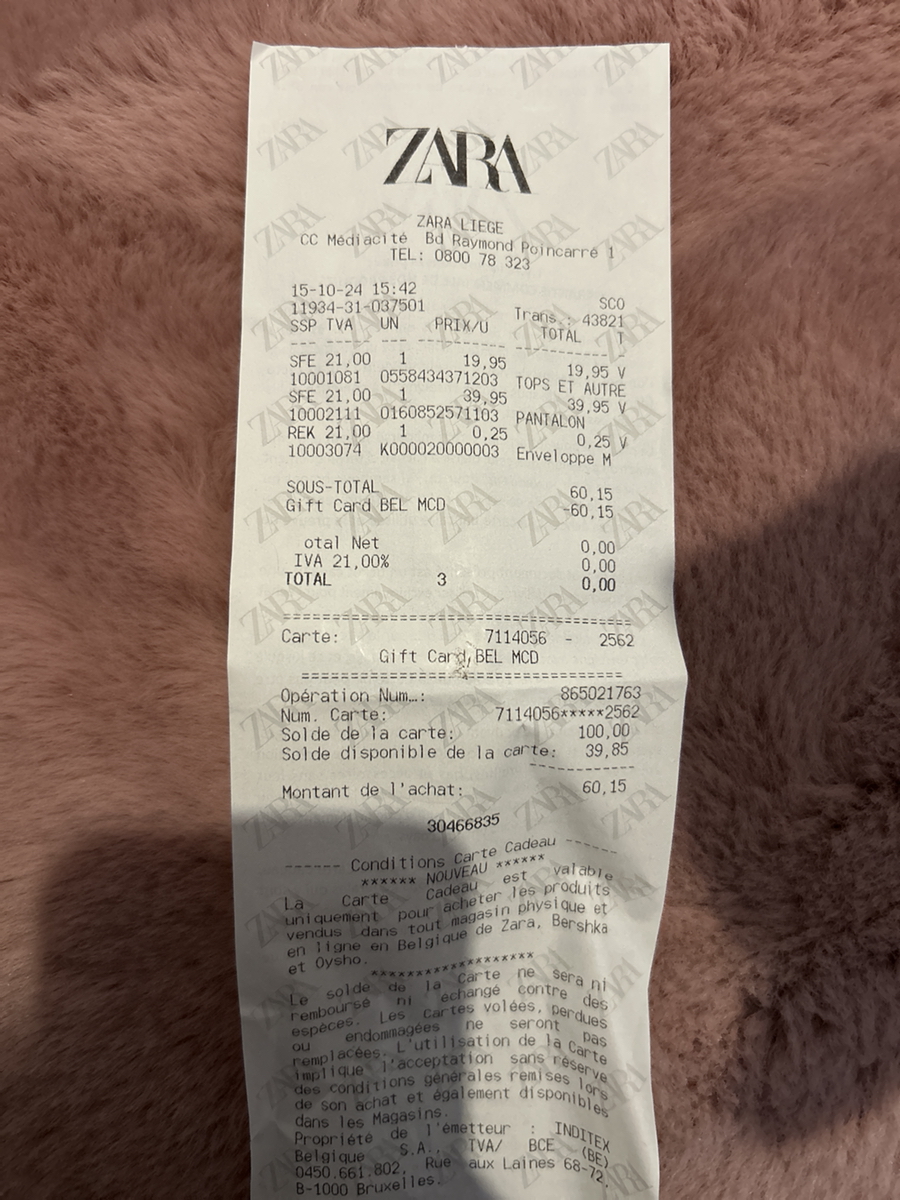 ZARA
ZARA LIEGE
CC Médiacité Bd Raymond Poincarré 1
TEL: 0800 78 323
15-10-24 15:42 SCO
11934-31-037501 Trans.: 43821
SSP TVA UN PRIX/U TOTAL T
SFE 21,00 1 19,95 19,95 V
10001081 0558434371203 TOPS ET AUTRE
SFE 21,00 1 39,95 39,95 V
10002111 0160852571103 PANTALON
REK 21,00 1 0,25 0,25 V
10003074 K000020000003 Enveloppe M
SOUS-TOTAL 60,15
Gift Card BEL MCD -60,15
otal Net 0,00
IVA 21,00% 0,00
TOTAL 3 0,00
Carte: 7114056 - 2562
Gift Card BEL MCD
Opération Num…: 865021763
Num. Carte: 7114056*****2562
Solde de la carte: 100,00
Solde disponible de la carte: 39,85
Montant de l'achat: 60,15
30466835
------ Conditions Carte Cadeau ------
****** NOUVEAU ******
La Carte Cadeau est valable
uniquement pour acheter les produits
vendus dans tout magasin physique et
en ligne en Belgique de Zara, Bershka
et Oysho.
*******************
Le solde de la Carte ne sera ni
remboursé ni échangé contre des
espèces. Les Cartes volées, perdues
ou endommagées ne seront pas
remplacées. L'utilisation de la Carte
implique l'acceptation sans réserve
des conditions générales remises lors
de son achat et également disponibles
dans les Magasins.
Propriété de l'émetteur : INDITEX
Belgique S.A., TVA/ BCE (BE)
0450.661.802, Rue aux Laines 68-72,
B-1000 Bruxelles.